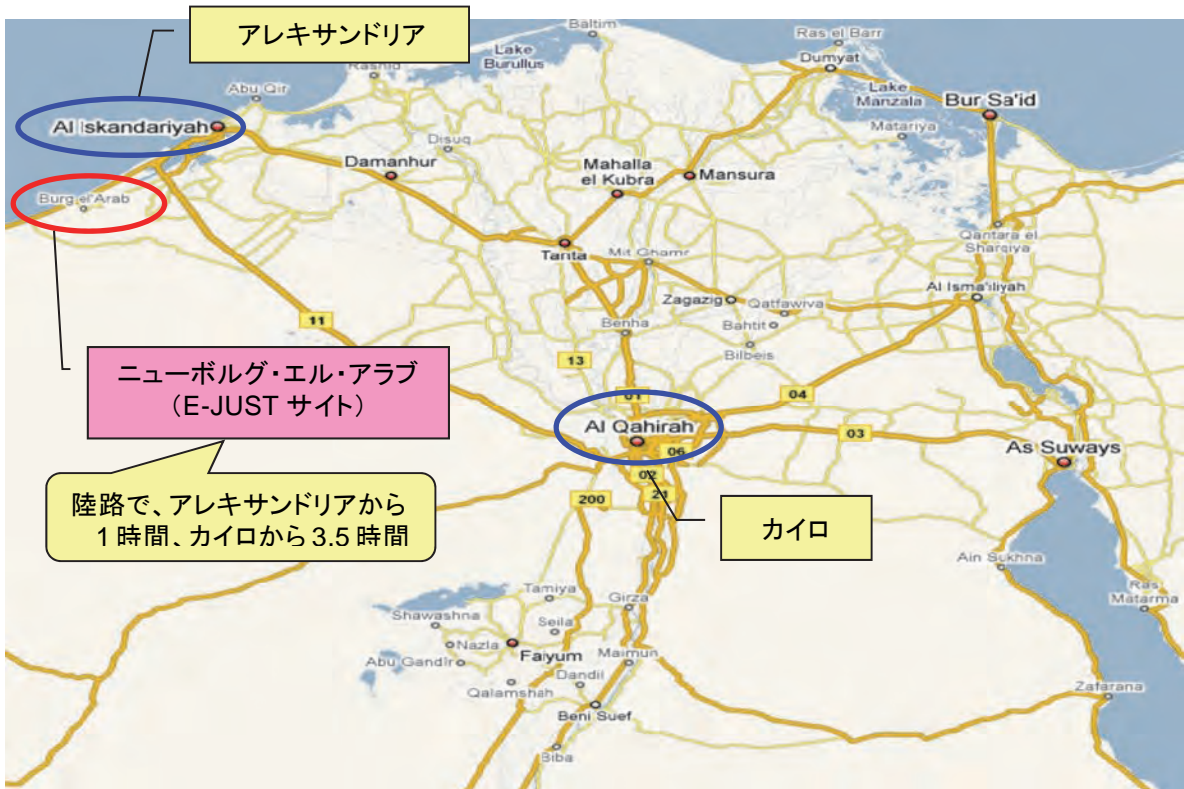 アレキサンドリア
Baltim
Ras el Barr
Lake
Burullus
Dumyat
Rashid
Abu Qir
Lake
Manzala
Bur Sa'id
Al Iskandariyah
Disuq
Matariya
Damanhur
Mahalla
el Kubra
Mansura
Burg el'Arab
Qantara el
Sharqiya
Tanta
Mit Ghamr
Al Isma'iliyah
Zagazig
Qatfawiva
11
Benha
Bahtit
Bilbeis
13
ニューボルグ・エル・アラブ
(E-JUST サイト)
01
04
Al Qahirah
03
06
As Suways
02
21
200
陸路で、アレキサンドリアから
1 時間、カイロから 3.5 時間
カイロ
Ain Sukhna
Tamiya
Ras
Matarma
Shawashna
Girza
Seila
Nazla
Faiyum
Maimun
Abu Gandir
Dandil
Qalamshah
Zafarana
Beni Suef
Biba